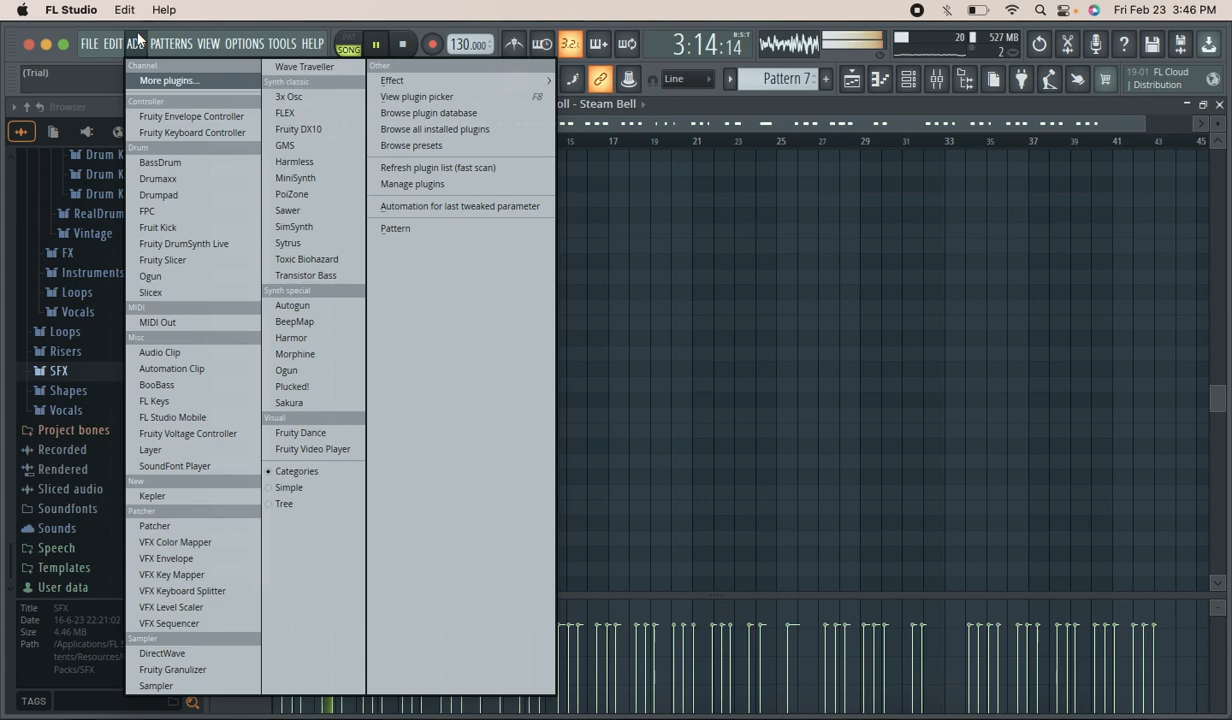 FL Studio Edit Help
Fri Feb 23 3:46 PM
FILE EDIT ADD PATTERNS VIEW OPTIONS TOOLS HELP
PAT
SONG
130.000
3.2.:
3:14:14
B:S:T
20
527 MB
2
(Trial)
Line
Pattern 7
19-01 FL Cloud
| Distribution
Browser
oll - Steam Bell
15 17 19 21 23 25 27 29 31 33 35 37 39 41 43 45
Drum K
Drum K
Drum K
RealDrum
Vintage
FX
Instruments
Loops
Vocals
Loops
Risers
SFX
Shapes
Vocals
Project bones
Recorded
Rendered
Sliced audio
Soundfonts
Sounds
Speech
Templates
User data
Title SFX
Date 16-6-23 22:21:02
Size 4.46 MB
Path /Applications/FL S
tents/Resources/
Packs/SFX
TAGS
Channel
More plugins...
Controller
Fruity Envelope Controller
Fruity Keyboard Controller
Drum
BassDrum
Drumaxx
Drumpad
FPC
Fruit Kick
Fruity DrumSynth Live
Fruity Slicer
Ogun
Slicex
MIDI
MIDI Out
Misc
Audio Clip
Automation Clip
BooBass
FL Keys
FL Studio Mobile
Fruity Voltage Controller
Layer
SoundFont Player
New
Kepler
Patcher
Patcher
VFX Color Mapper
VFX Envelope
VFX Key Mapper
VFX Keyboard Splitter
VFX Level Scaler
VFX Sequencer
Sampler
DirectWave
Fruity Granulizer
Sampler
Wave Traveller
Synth classic
3x Osc
FLEX
Fruity DX10
GMS
Harmless
MiniSynth
PoiZone
Sawer
SimSynth
Sytrus
Toxic Biohazard
Transistor Bass
Synth special
Autogun
BeepMap
Harmor
Morphine
Ogun
Plucked!
Sakura
Visual
Fruity Dance
Fruity Video Player
Categories
Simple
Tree
Other
Effect
View plugin picker F8
Browse plugin database
Browse all installed plugins
Browse presets
Refresh plugin list (fast scan)
Manage plugins
Automation for last tweaked parameter
Pattern